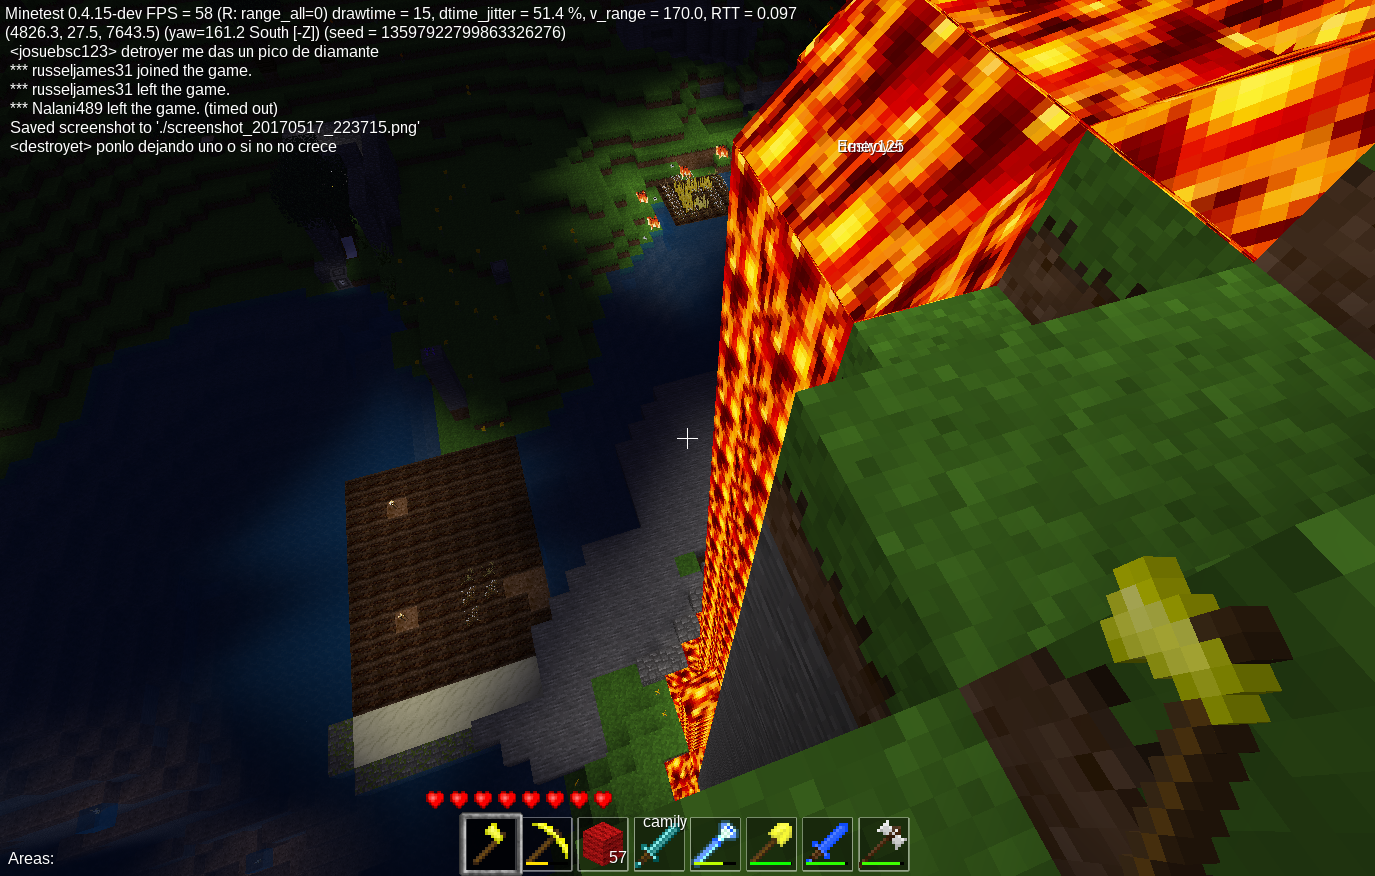 Minetest 0.4.15-dev FPS = 58 (R: range_all=0) drawtime = 15, dtime_jitter = 51.4 %, v_range = 170.0, RTT = 0.097
(4826.3, 27.5, 7643.5) (yaw=161.2 South [-Z]) (seed = 13597922799863326276)
<josuebsc123> detroyer me das un pico de diamante
*** russeljames31 joined the game.
*** russeljames31 left the game.
*** Nalani489 left the game. (timed out)
Saved screenshot to './screenshot_20170517_223715.png'
<destroyet> ponlo dejando uno o si no no crece
camily
57
Areas: